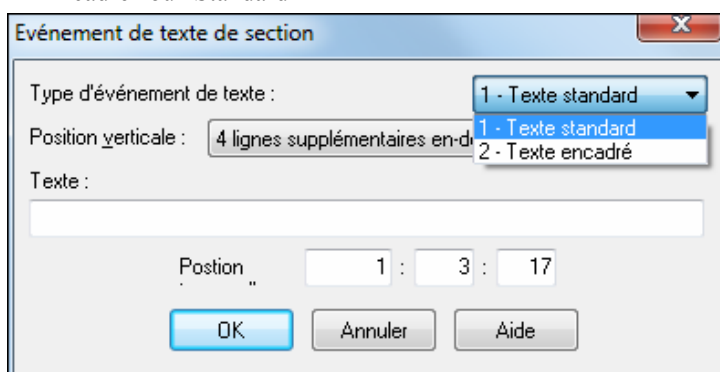 Evénement de texte de section
Type d'événement de texte : 1 - Texte standard
1 - Texte standard
Position verticale : 4 lignes supplémentaires en-d
2 - Texte encadré
Texte :
Postion 1 : 3 : 17
OK Annuler Aide